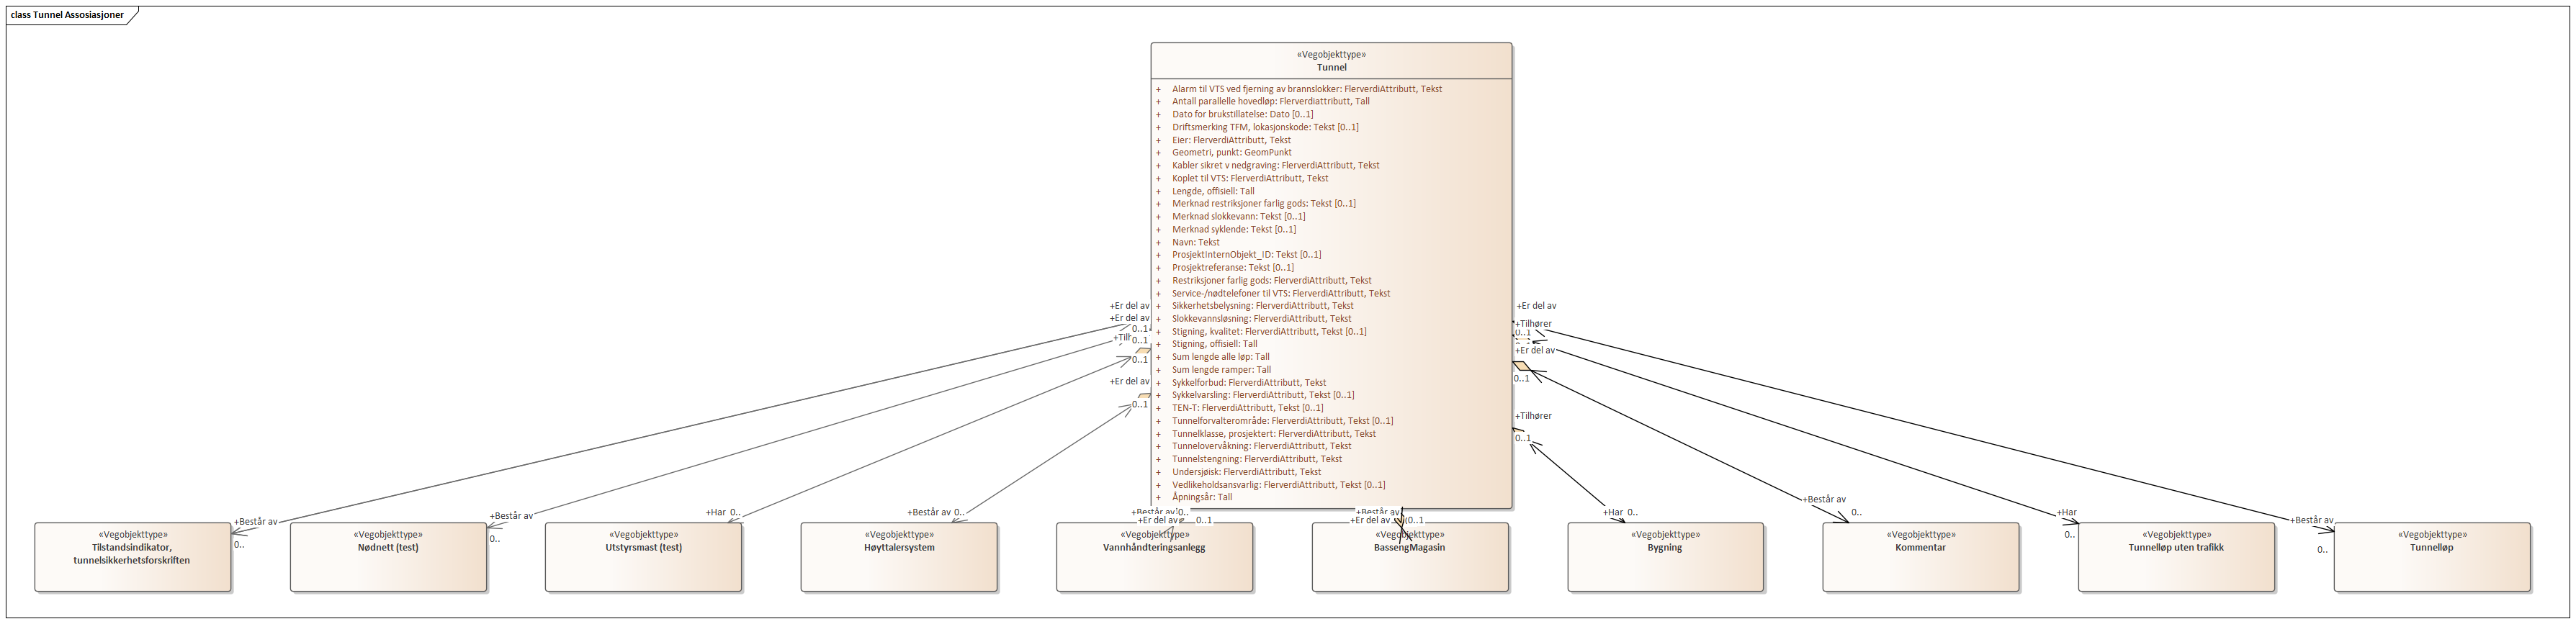 class Tunnel Assosiasjoner
«Vegobjekttype»
Tunnel
+ Alarm til VTS ved fjerning av brannslokker: FlerverdiAttributt, Tekst
+ Antall parallelle hovedløp: Flerverdiattributt, Tall
+ Dato for brukstillatelse: Dato [0..1]
+ Driftsmerking TFM, lokasjonskode: Tekst [0..1]
+ Eier: FlerverdiAttributt, Tekst
+ Geometri, punkt: GeomPunkt
+ Kabler sikret v nedgraving: FlerverdiAttributt, Tekst
+ Koplet til VTS: FlerverdiAttributt, Tekst
+ Lengde, offisiell: Tall
+ Merknad restriksjoner farlig gods: Tekst [0..1]
+ Merknad slokkevann: Tekst [0..1]
+ Merknad syklende: Tekst [0..1]
+ Navn: Tekst
+ ProsjektInternObjekt_ID: Tekst [0..1]
+ Prosjektreferanse: Tekst [0..1]
+ Restriksjoner farlig gods: FlerverdiAttributt, Tekst
+ Service-/nødtelefoner til VTS: FlerverdiAttributt, Tekst
+ Sikkerhetsbelysning: FlerverdiAttributt, Tekst
+ Slokkevannsløsning: FlerverdiAttributt, Tekst
+ Stigning, kvalitet: FlerverdiAttributt, Tekst [0..1]
+ Stigning, offisiell: Tall
+ Sum lengde alle løp: Tall
+ Sum lengde ramper: Tall
+ Sykkelforbud: FlerverdiAttributt, Tekst
+ Sykkelvarsling: FlerverdiAttributt, Tekst [0..1]
+ TEN-T: FlerverdiAttributt, Tekst [0..1]
+ Tunnelforvalterområde: FlerverdiAttributt, Tekst [0..1]
+ Tunnelklasse, prosjektert: FlerverdiAttributt, Tekst
+ Tunnelovervåkning: FlerverdiAttributt, Tekst
+ Tunnelstengning: FlerverdiAttributt, Tekst
+ Undersjøisk: FlerverdiAttributt, Tekst
+ Vedlikeholdsansvarlig: FlerverdiAttributt, Tekst [0..1]
+ Åpningsår: Tall
+Er del av
+Er del av
0..1
0..1
0..1
+Er del av
0..1
+Er del av
+Tilhører
0..1
+Er del av
0..1
+Tilhører
0..1
+Består av
0..
+Består av
0..
+Har 0..
+Består av 0..
+Består av 0..
+Er del av 0..1
+Består av
+Er del av 0..1
+Har 0..
+Består av
0..
+Har
0..
+Består av
0..
«Vegobjekttype»
Tilstandsindikator,
tunnelsikkerhetsforskriften
«Vegobjekttype»
Nødnett (test)
«Vegobjekttype»
Utstyrsmast (test)
«Vegobjekttype»
Høyttalersystem
«Vegobjekttype»
Vannhåndteringsanlegg
«Vegobjekttype»
BassengMagasin
«Vegobjekttype»
Bygning
«Vegobjekttype»
Kommentar
«Vegobjekttype»
Tunnelløp uten trafikk
«Vegobjekttype»
Tunnelløp